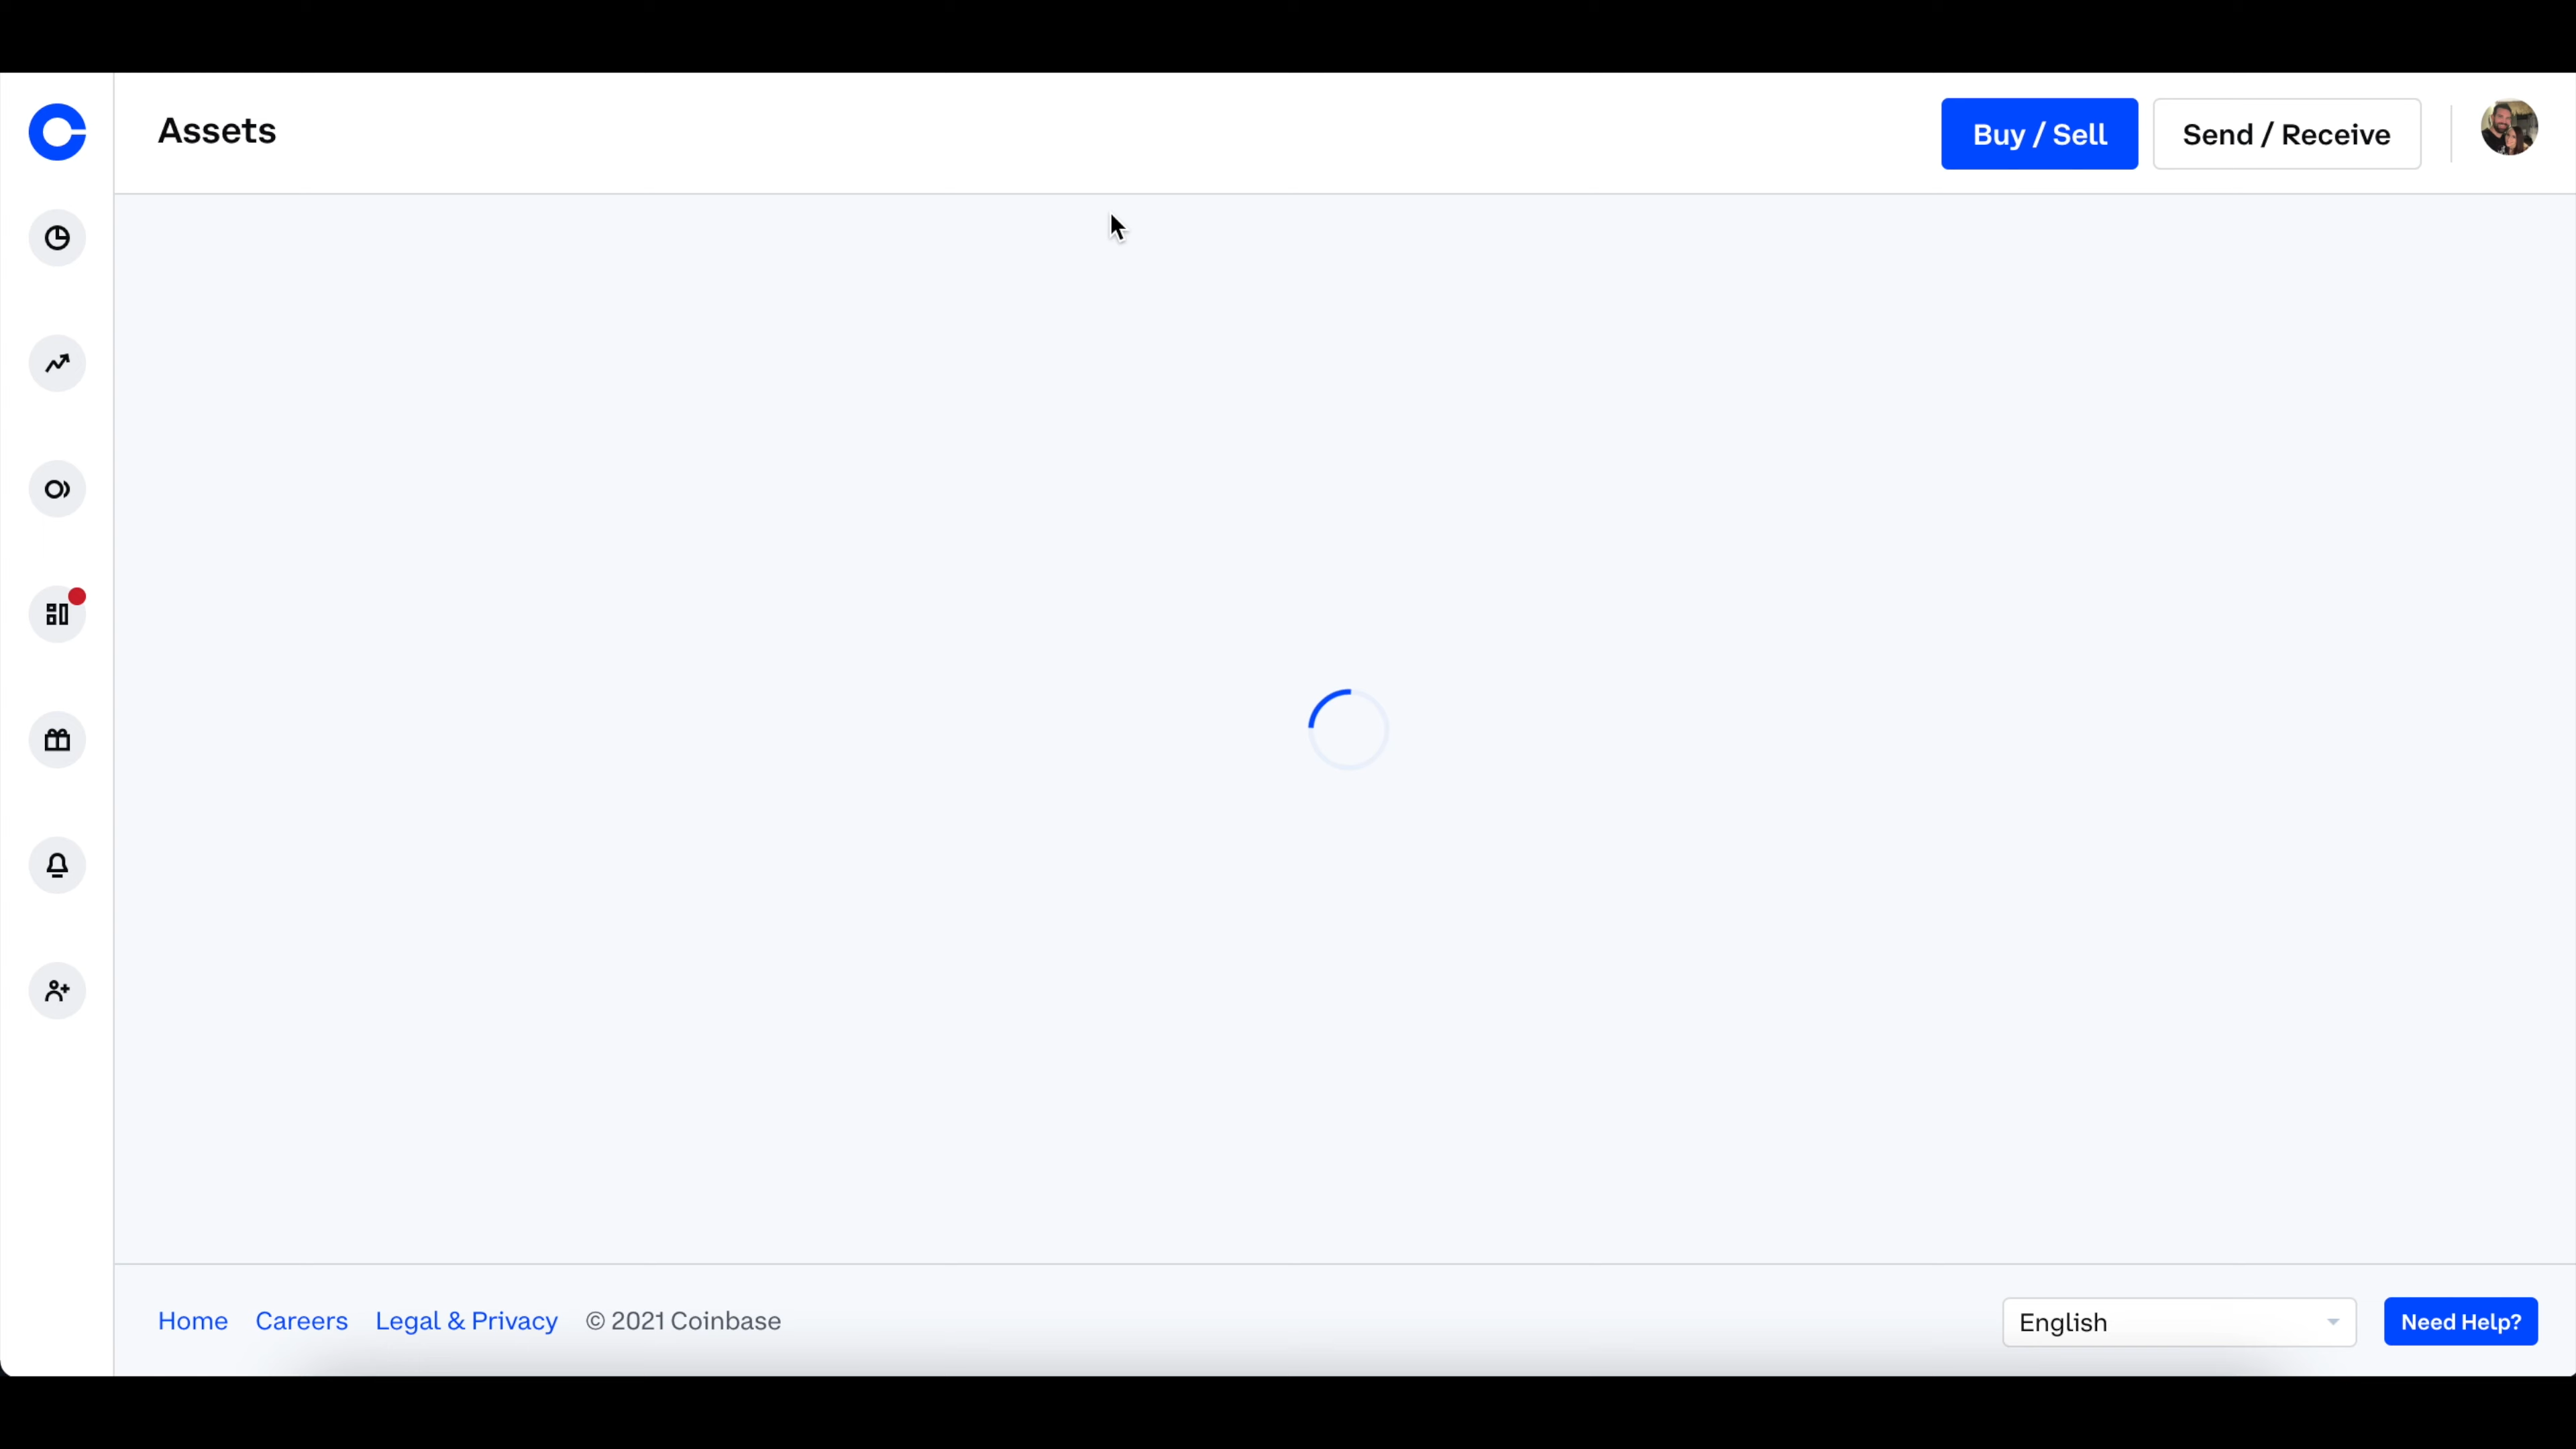 Assets
Buy / Sell
Send / Receive
Home Careers Legal & Privacy © 2021 Coinbase
English
Need Help?